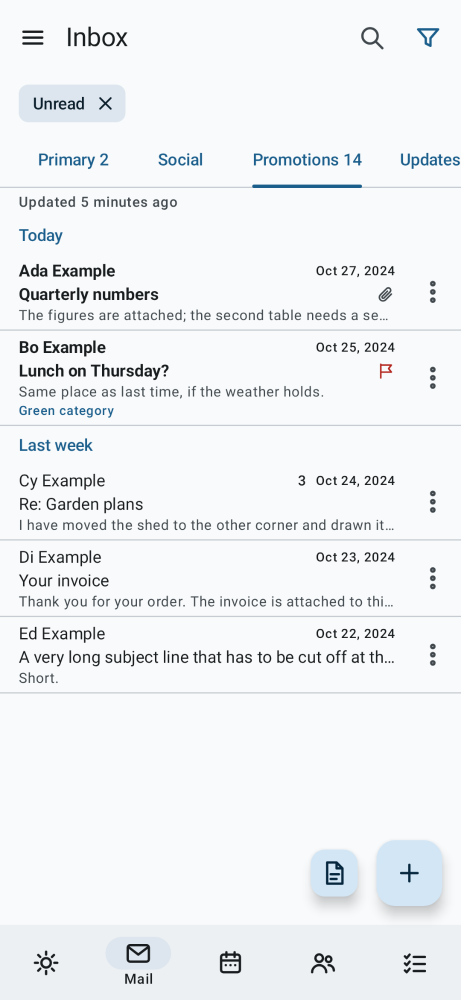 Inbox
Unread
Primary 2 Social Promotions 14 Updates
Updated 5 minutes ago
Today
Ada Example Oct 27, 2024
Quarterly numbers
The figures are attached; the second table needs a se…
Bo Example Oct 25, 2024
Lunch on Thursday?
Same place as last time, if the weather holds.
Green category
Last week
Cy Example 3 Oct 24, 2024
Re: Garden plans
I have moved the shed to the other corner and drawn it…
Di Example Oct 23, 2024
Your invoice
Thank you for your order. The invoice is attached to thi…
Ed Example Oct 22, 2024
A very long subject line that has to be cut off at th…
Short.
Mail